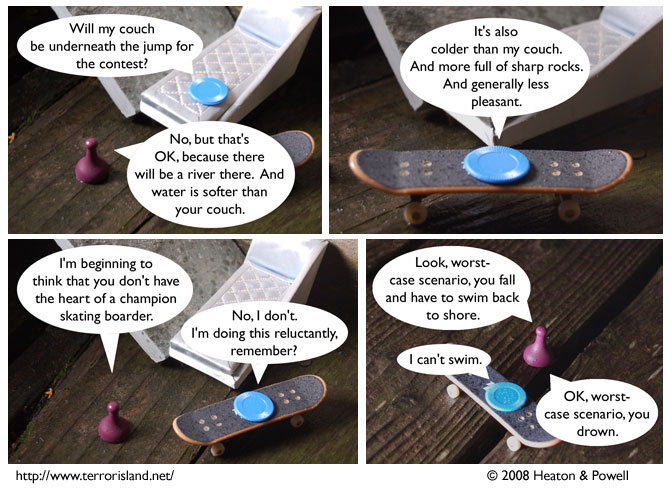 Will my couch
be underneath the jump for
the contest?
No, but that's
OK, because there
will be a river there. And
water is softer than
your couch.
It's also
colder than my couch.
And more full of sharp rocks.
And generally less
pleasant.
I'm beginning to
think that you don't have
the heart of a champion
skating boarder.
No, I don't.
I'm doing this reluctantly,
remember?
Look, worst-
case scenario, you fall
and have to swim back
to shore.
I can't swim.
OK, worst-
case scenario, you
drown.
http://www.terrorisland.net/
© 2008 Heaton & Powell